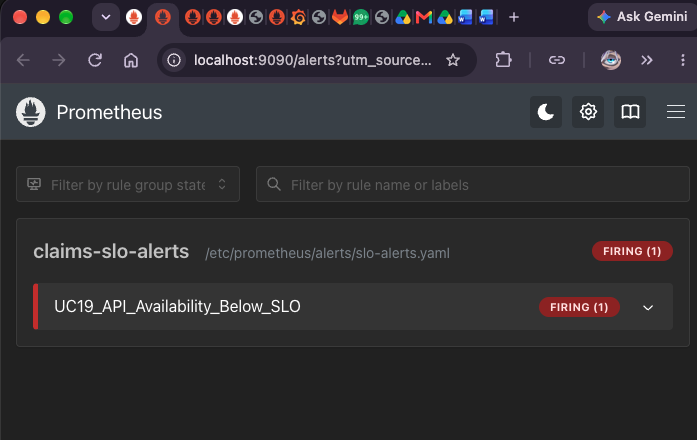 99+
Ask Gemini
localhost:9090/alerts?utm_source...
Prometheus
Filter by rule group state
Filter by rule name or labels
claims-slo-alerts /etc/prometheus/alerts/slo-alerts.yaml FIRING (1)
UC19_API_Availability_Below_SLO FIRING (1)